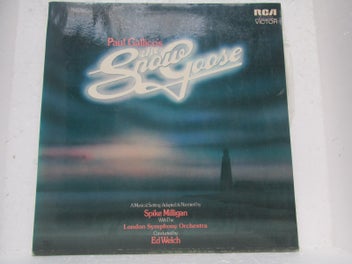 RCA
VICTOR
Paul Gallico's
the
Snow
Goose
A Musical Setting Adapted & Narrated by
Spike Milligan
With The
London Symphony Orchestra
Conducted by
Ed Welch